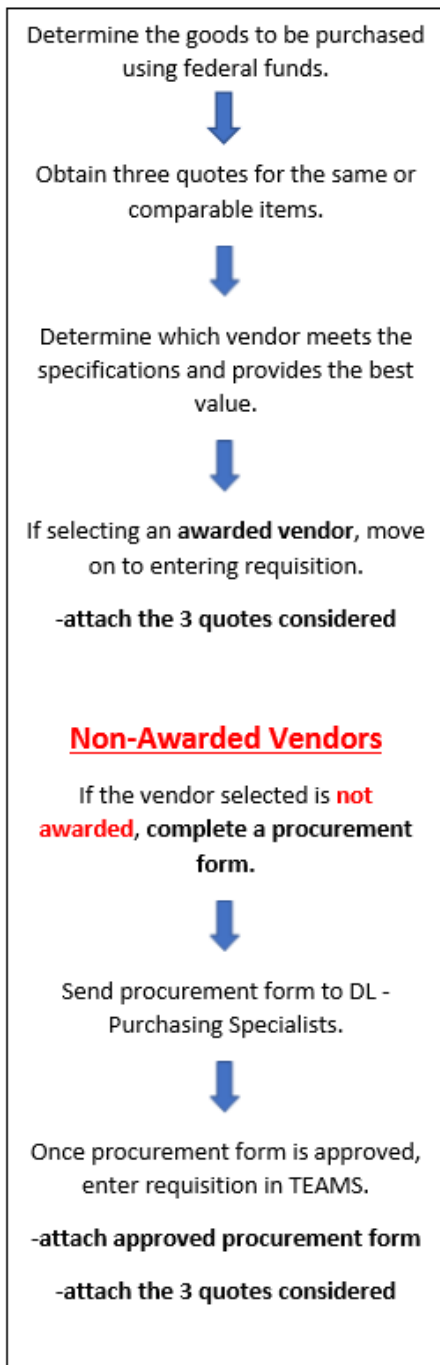 Determine the goods to be purchased
using federal funds.
Obtain three quotes for the same or
comparable items.
Determine which vendor meets the
specifications and provides the best
value.
If selecting an awarded vendor, move
on to entering requisition.
-attach the 3 quotes considered
Non-Awarded Vendors
If the vendor selected is not
awarded, complete a procurement
form.
Send procurement form to DL -
Purchasing Specialists.
Once procurement form is approved,
enter requisition in TEAMS.
-attach approved procurement form
-attach the 3 quotes considered